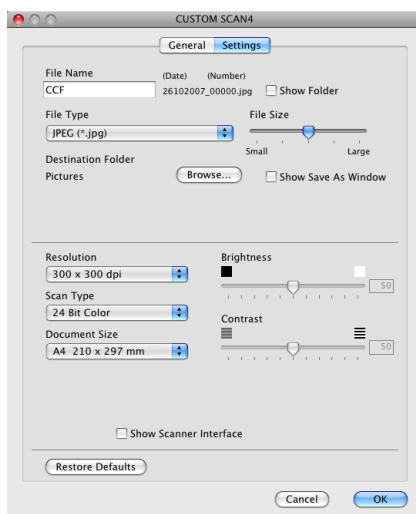 CUSTOM SCAN4
General Settings
File Name
(Date) (Number)
CCF 26102007_00000.jpg Show Folder
File Type File Size
JPEG (*.jpg)
Small Large
Destination Folder
Pictures Browse... Show Save As Window
Resolution Brightness
300 x 300 dpi
50
Scan Type
24 Bit Color
Contrast
Document Size
A4 210 x 297 mm 50
Show Scanner Interface
Restore Defaults
Cancel OK